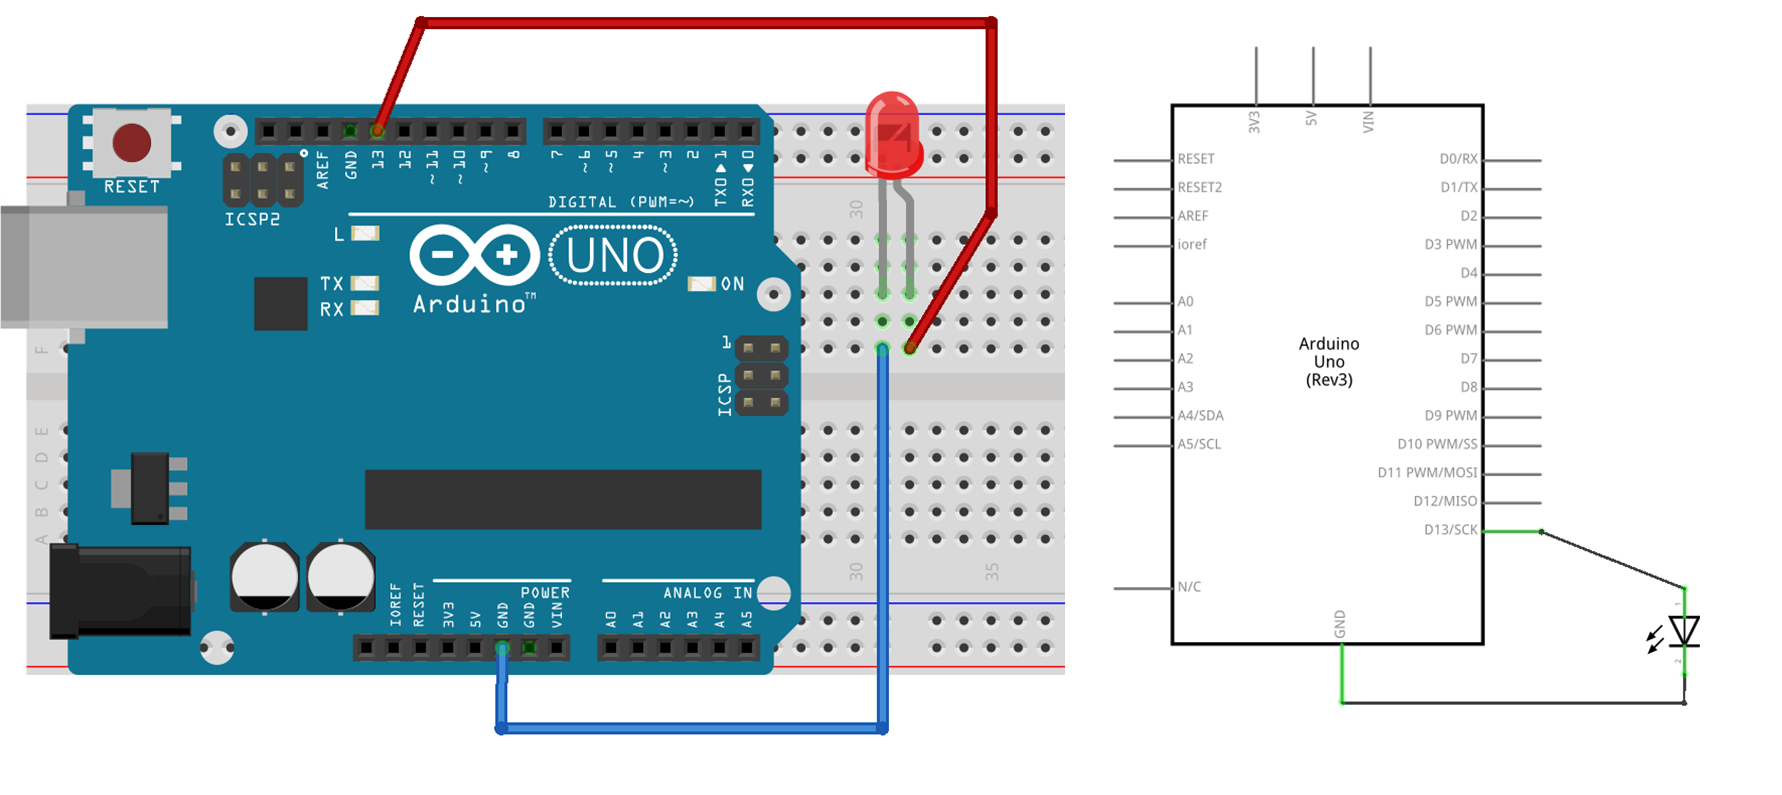 RESET
ICSP2
AREF
GND
13
12
~11
~10
~9
8
7
~6
~5
4
~3
2
TX0▶1
RX0◀0
DIGITAL (PWM=~)
L
TX
RX
UNO
Arduino™
ON
1
ICSP
30
F
E
D
C
B
A
30
35
IOREF
RESET
3V3
5V
GND
GND
VIN
POWER
ANALOG IN
A0
A1
A2
A3
A4
A5
3V3
5V
VIN
RESET
RESET2
AREF
ioref
A0
A1
A2
A3
A4/SDA
A5/SCL
N/C
Arduino
Uno
(Rev3)
D0/RX
D1/TX
D2
D3 PWM
D4
D5 PWM
D6 PWM
D7
D8
D9 PWM
D10 PWM/SS
D11 PWM/MOSI
D12/MISO
D13/SCK
GND
1
2